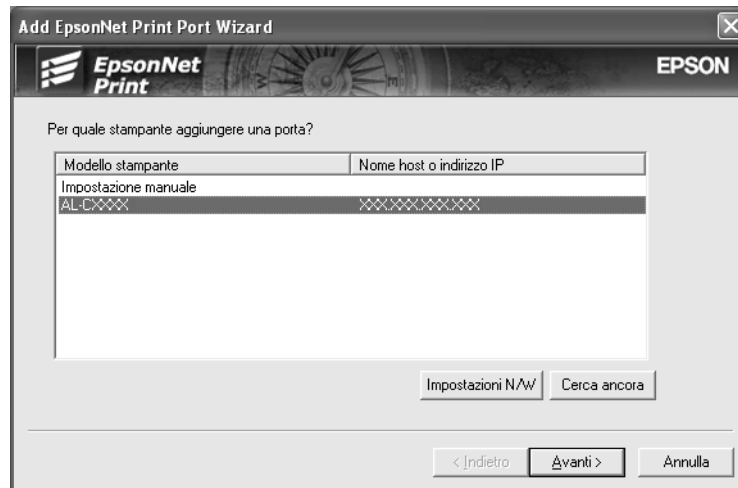 Add EpsonNet Print Port Wizard
EpsonNet
Print
EPSON
Per quale stampante aggiungere una porta?
Modello stampante Nome host o indirizzo IP
Impostazione manuale
AL-CXXXX XXX.XXX.XXX.XXX
Impostazioni N/W Cerca ancora
< Indietro Avanti > Annulla